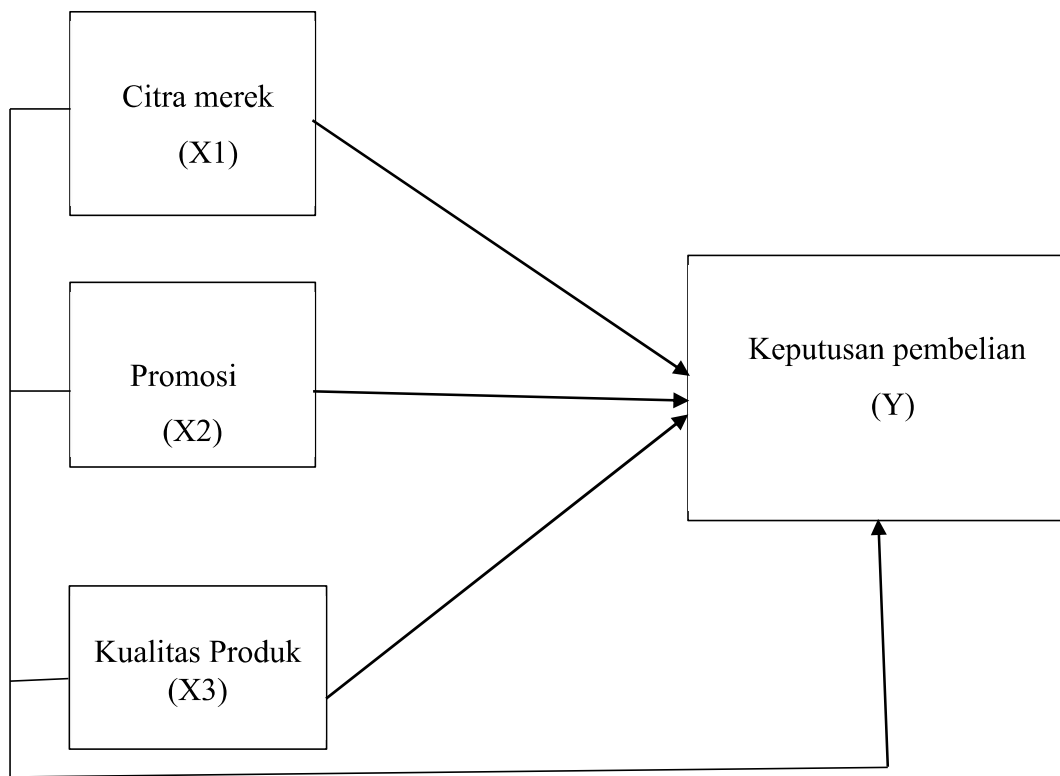 Citra merek
(X1)
Promosi
(X2)
Keputusan pembelian
(Y)
Kualitas Produk
(X3)